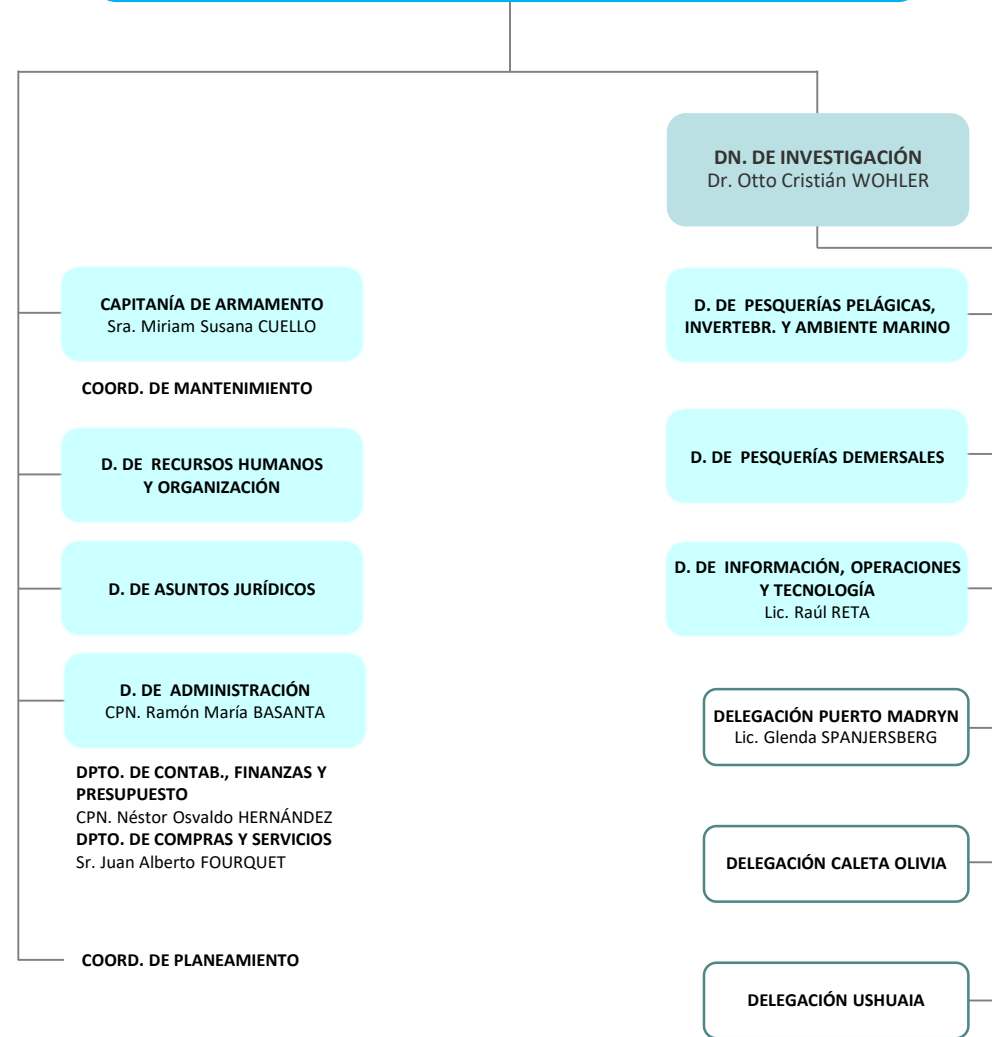 DN. DE INVESTIGACIÓN
Dr. Otto Cristián WOHLER
CAPITANÍA DE ARMAMENTO
Sra. Miriam Susana CUELLO
COORD. DE MANTENIMIENTO
D. DE RECURSOS HUMANOS
Y ORGANIZACIÓN
D. DE ASUNTOS JURÍDICOS
D. DE ADMINISTRACIÓN
CPN. Ramón María BASANTA
DPTO. DE CONTAB., FINANZAS Y
PRESUPUESTO
CPN. Néstor Osvaldo HERNÁNDEZ
DPTO. DE COMPRAS Y SERVICIOS
Sr. Juan Alberto FOURQUET
COORD. DE PLANEAMIENTO
D. DE PESQUERÍAS PELÁGICAS,
INVERTEBR. Y AMBIENTE MARINO
D. DE PESQUERÍAS DEMERSALES
D. DE INFORMACIÓN, OPERACIONES
Y TECNOLOGÍA
Lic. Raúl RETA
DELEGACIÓN PUERTO MADRYN
Lic. Glenda SPANJERSBERG
DELEGACIÓN CALETA OLIVIA
DELEGACIÓN USHUAIA